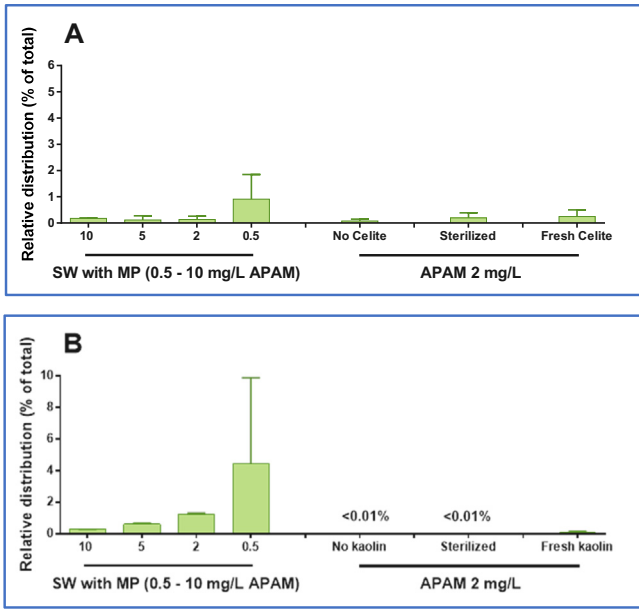 A
Relative distribution (% of total)
6
5
4
3
2
1
0
10 5 2 0.5 No Celite Sterilized Fresh Celite
SW with MP (0.5 - 10 mg/L APAM) APAM 2 mg/L
B
Relative distribution (% of total)
10
8
6
4
2
0
<0.01% <0.01%
10 5 2 0.5 No kaolin Sterilized Fresh kaolin
SW with MP (0.5 - 10 mg/L APAM) APAM 2 mg/L